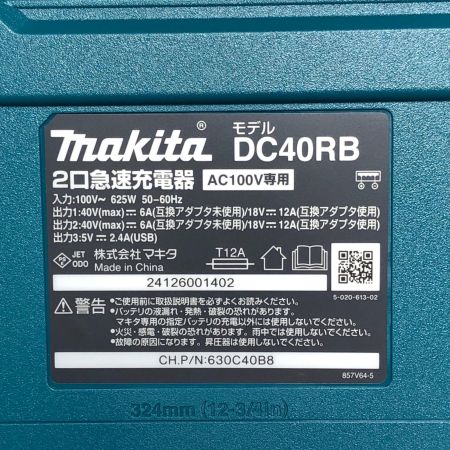 makita® モデル DC40RB
2口急速充電器 AC100V専用
入力:100V~ 625W 50-60Hz
出力1:40V(max)⎓6A(互換アダプタ未使用)/18V⎓12A(互換アダプタ使用)
出力2:40V(max)⎓6A(互換アダプタ未使用)/18V⎓12A(互換アダプタ使用)
出力3:5V⎓2.4A(USB)
PS E JET ODO 株式会社マキタ T12A
Made in China
24126001402 5-020-613-02
警告 •ご使用前に取扱説明書を必ずよくお読みください。
•バッテリの液漏れ・発熱・破裂の恐れがあります。
マキタ専用の指定バッテリの充電以外には使用しないでください。
•火災・感電・破裂の恐れあり。雨中では使用しないでください。
•故障の原因になります。昇圧器は使用しないでください。
CH.P/N:630C40B8
857V64-5
324mm (12-3/4in)